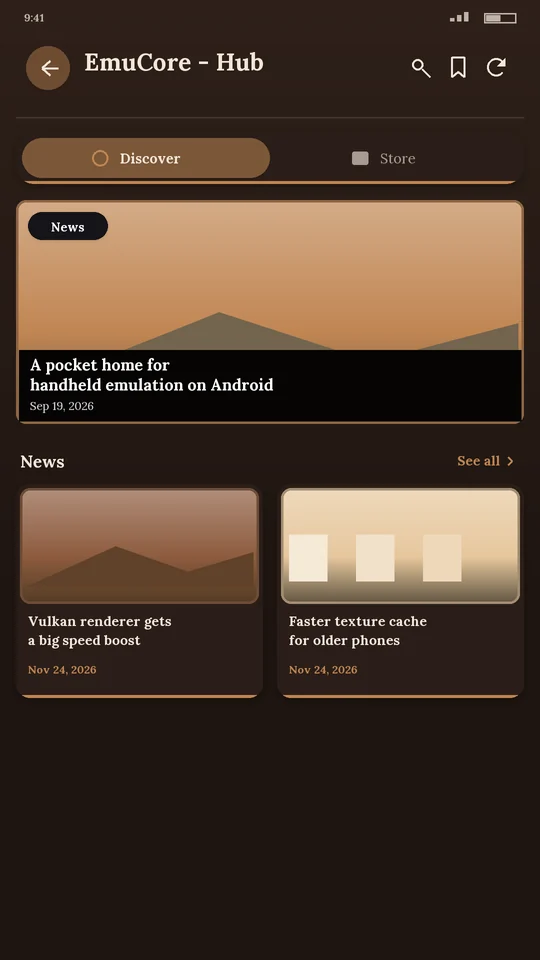 9:41
EmuCore - Hub
Discover
Store
News
A pocket home for
handheld emulation on Android
Sep 19, 2026
News
See all
Vulkan renderer gets
a big speed boost
Nov 24, 2026
Faster texture cache
for older phones
Nov 24, 2026